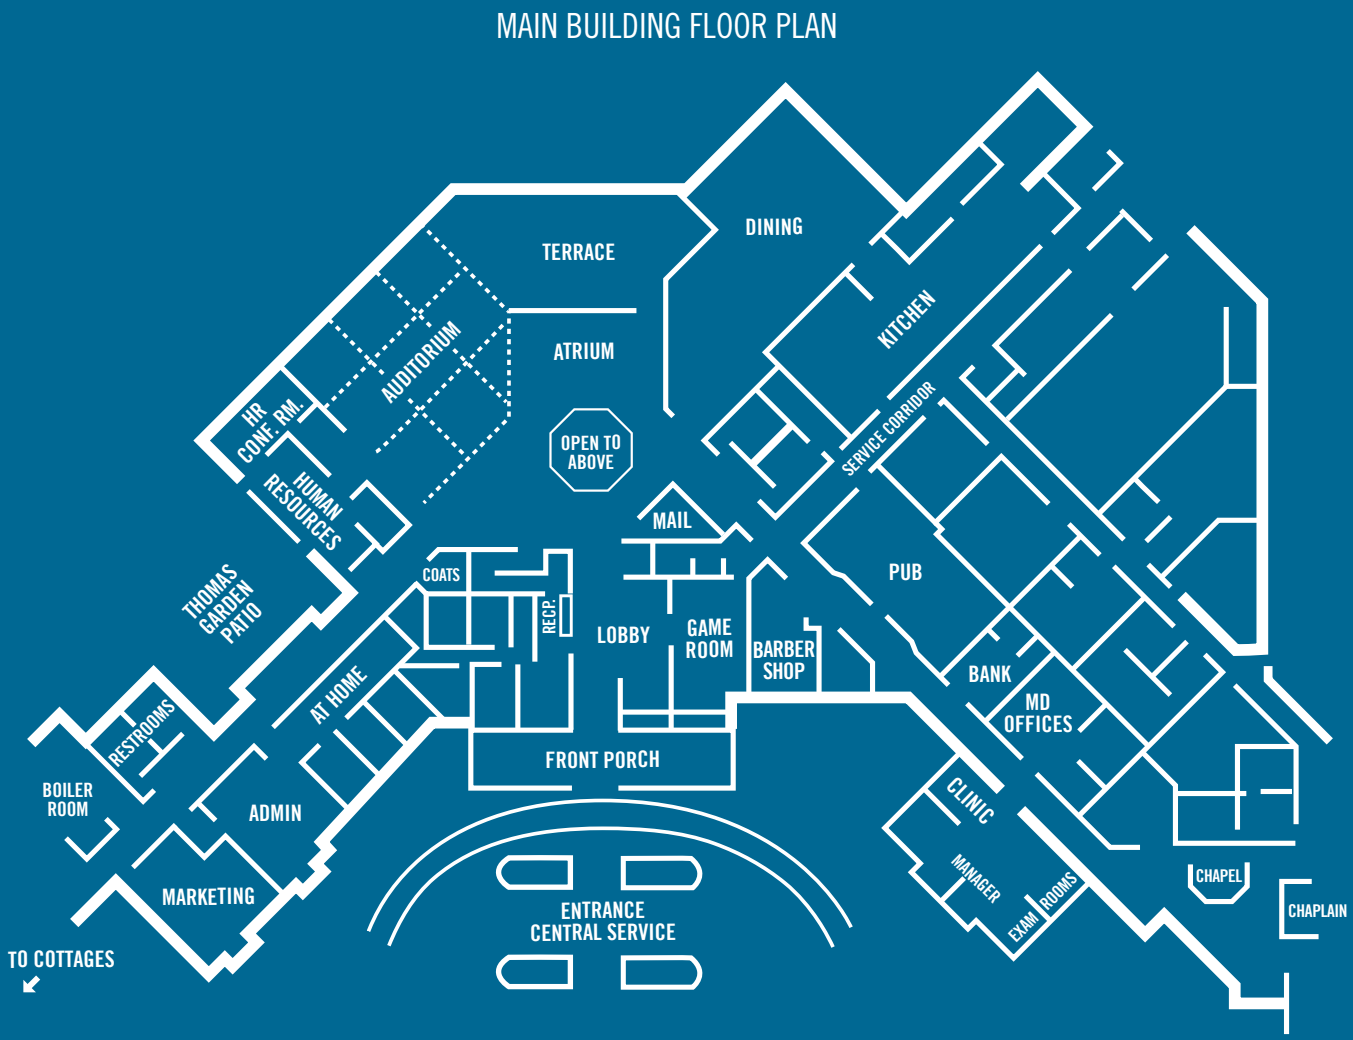 MAIN BUILDING FLOOR PLAN
DINING
TERRACE
KITCHEN
ATRIUM
AUDITORIUM
HR
CONF. RM.
SERVICE CORRIDOR
OPEN TO
ABOVE
HUMAN
RESOURCES
MAIL
COATS
PUB
THOMAS
GARDEN
PATIO
RECP.
LOBBY
GAME
ROOM
BARBER
SHOP
BANK
AT HOME
MD
OFFICES
RESTROOMS
FRONT PORCH
BOILER
ROOM
ADMIN
CLINIC
MANAGER
EXAM ROOMS
CHAPEL
MARKETING
CHAPLAIN
ENTRANCE
CENTRAL SERVICE
TO COTTAGES